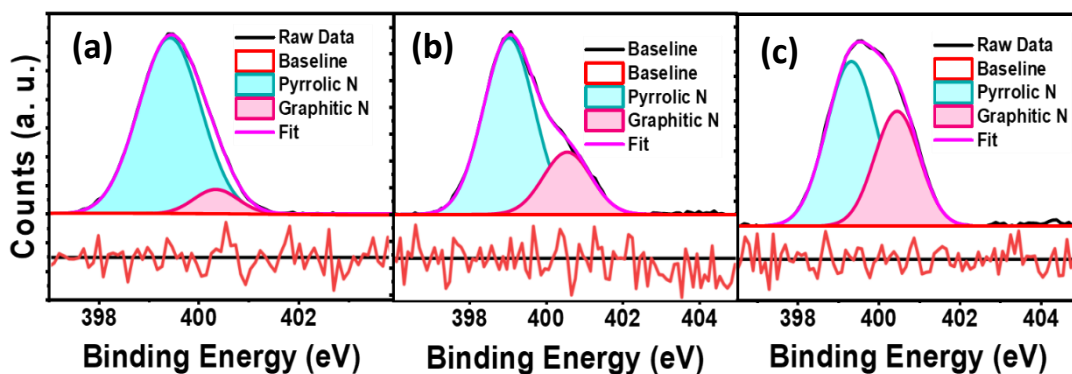 Counts (a. u.)
(a)
Raw Data
Baseline
Pyrrolic N
Graphitic N
Fit
398 400 402
Binding Energy (eV)
(b)
Baseline
Baseline
Pyrrolic N
Graphitic N
Fit
398 400 402 404
Binding Energy (eV)
(c)
Raw Data
Baseline
Pyrrolic N
Graphitic N
Fit
398 400 402 404
Binding Energy (eV)